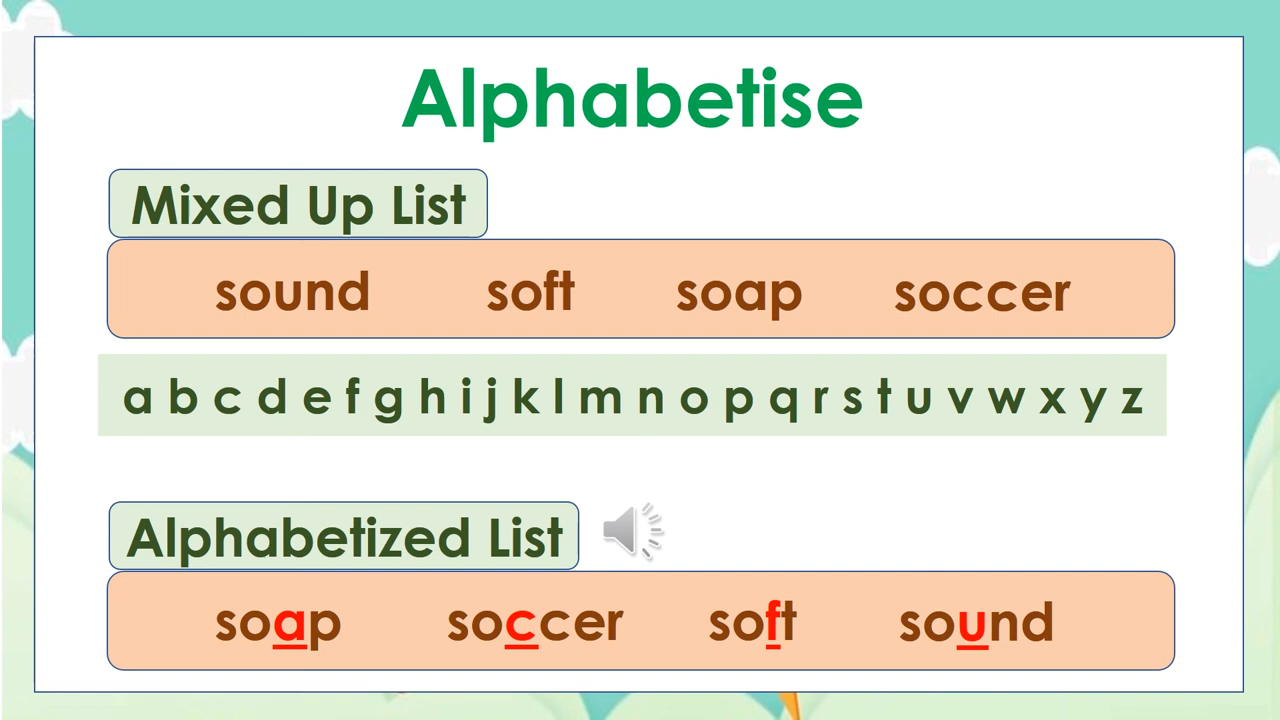 Alphabetise
Mixed Up List
sound soft soap soccer
a b c d e f g h i j k l m n o p q r s t u v w x y z
Alphabetized List
soap soccer soft sound